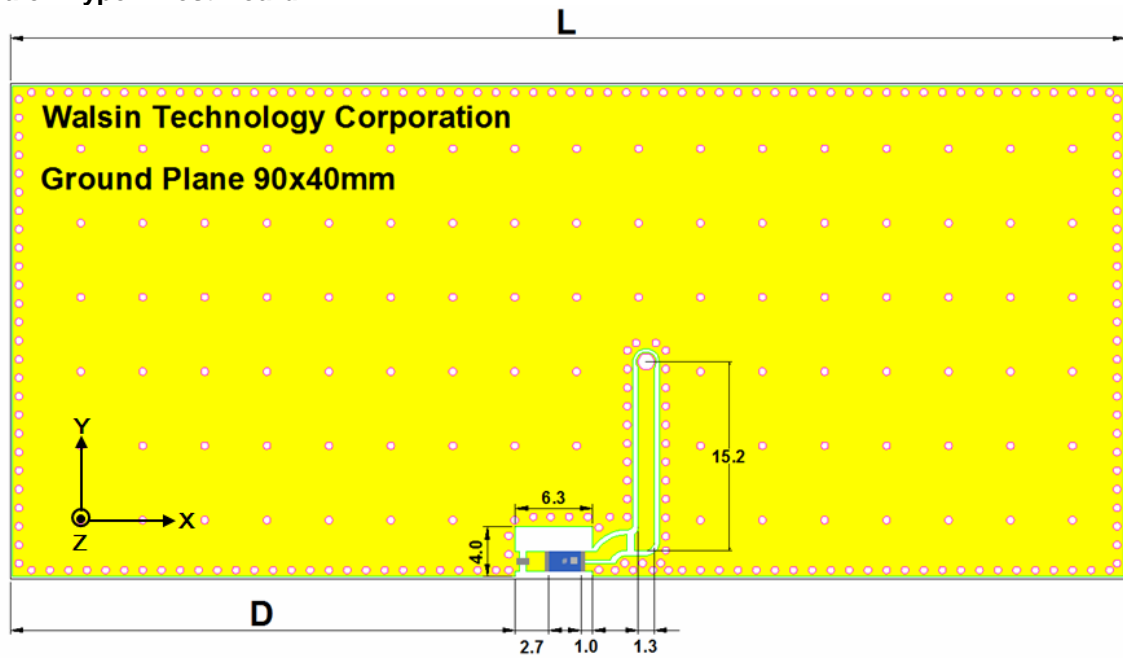 L
Walsin Technology Corporation
Ground Plane 90x40mm
Y
X
Z
15.2
6.3
4.0
D
2.7
1.0
1.3